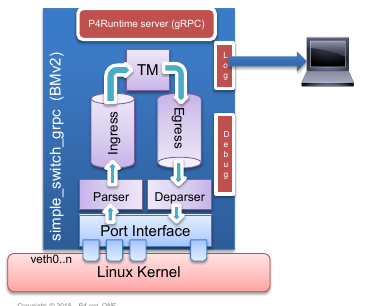 P4Runtime server (gRPC)
simple_switch_grpc (BMv2)
TM
Log
Ingress
Egress
Debug
Parser
Deparser
Port Interface
veth0..n
Linux Kernel
Copyright © 2018 – P4.org, ONF